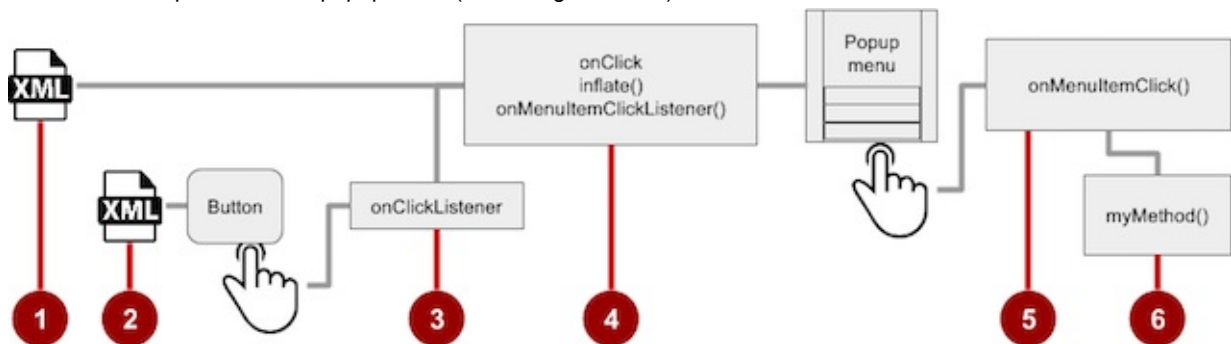 onClick
inflate()
onMenuItemClickListener()
Popup
menu
onMenuItemClick()
XML
XML
Button
onClickListener
myMethod()
1
2
3
4
5
6